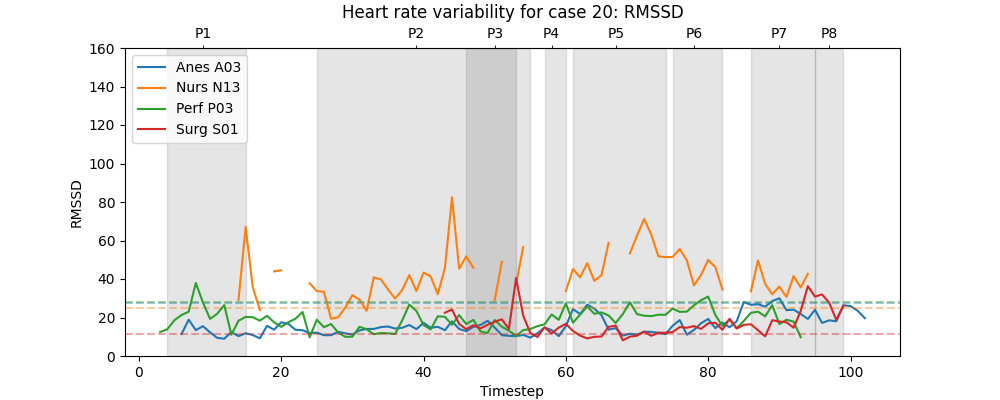 Heart rate variability for case 20: RMSSD
P1 P2 P3 P4 P5 P6 P7 P8
160
140
120
100
80
60
40
20
0
RMSSD
Anes A03
Nurs N13
Perf P03
Surg S01
0 20 40 60 80 100
Timestep